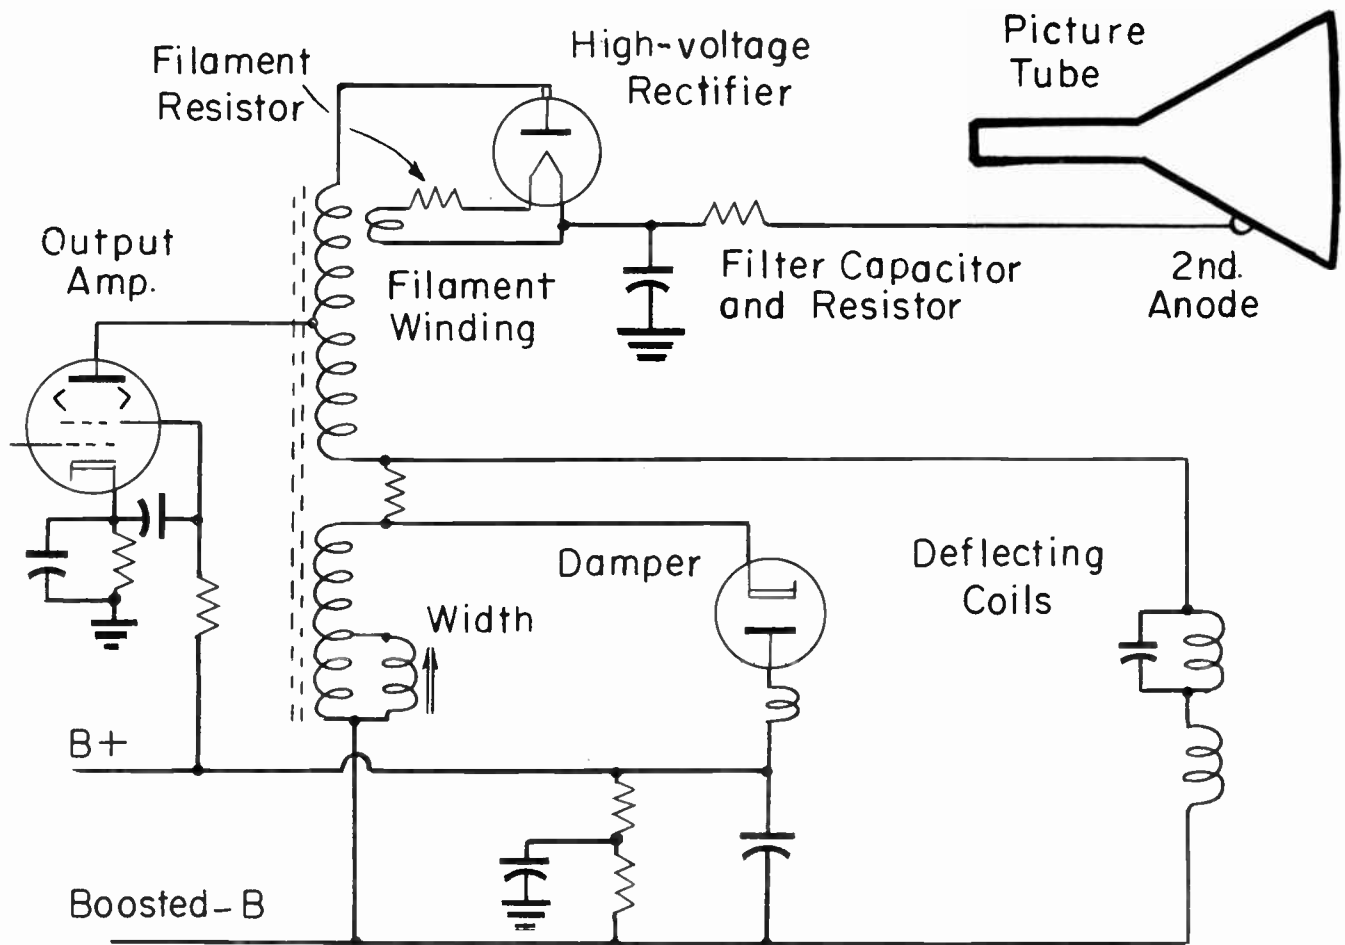 Filament
Resistor
High-voltage
Rectifier
Picture
Tube
Output
Amp.
Filament
Winding
Filter Capacitor
and Resistor
2nd.
Anode
Damper
Deflecting
Coils
Width
B+
Boosted-B